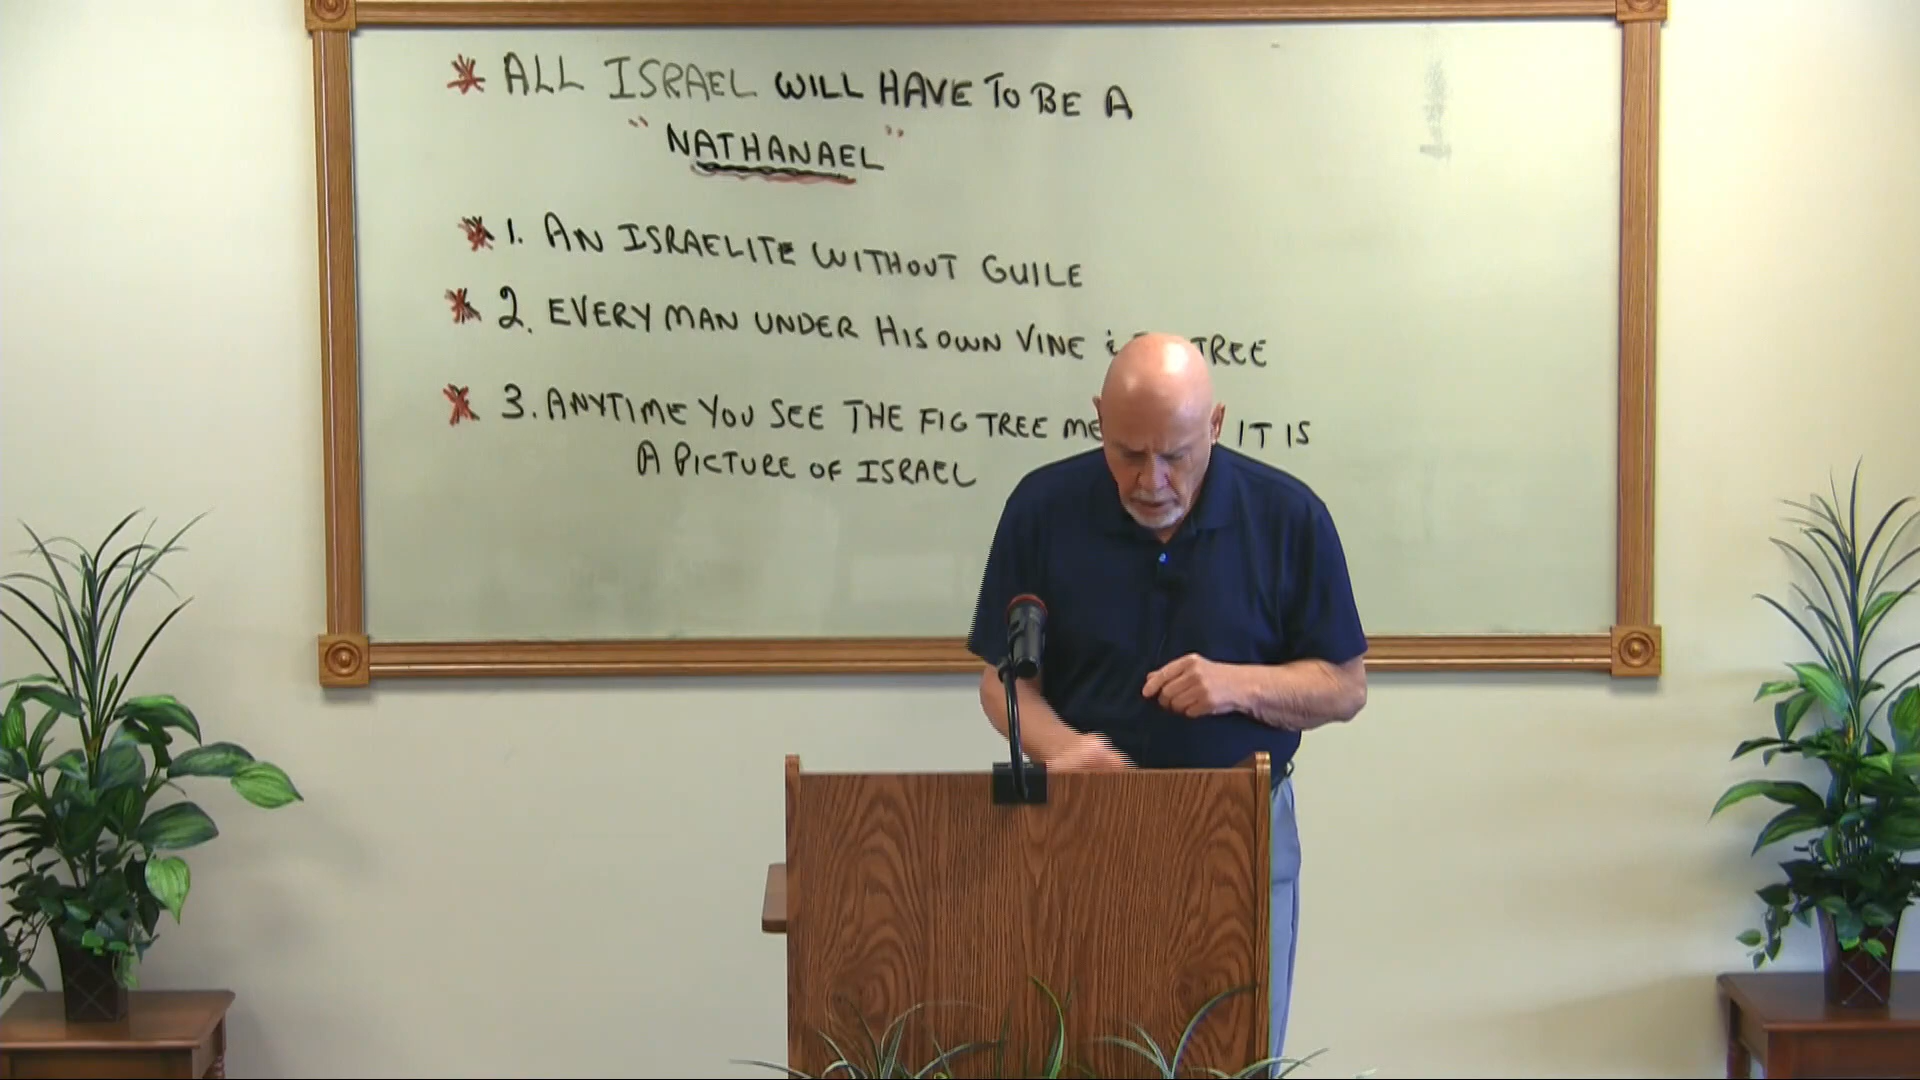 * ALL ISRAEL WILL HAVE TO BE A
"NATHANAEL"
* 1. AN ISRAELITE WITHOUT GUILE
* 2. EVERY MAN UNDER HIS OWN VINE & TREE
* 3. ANYTIME YOU SEE THE FIG TREE IT IS
A PICTURE OF ISRAEL